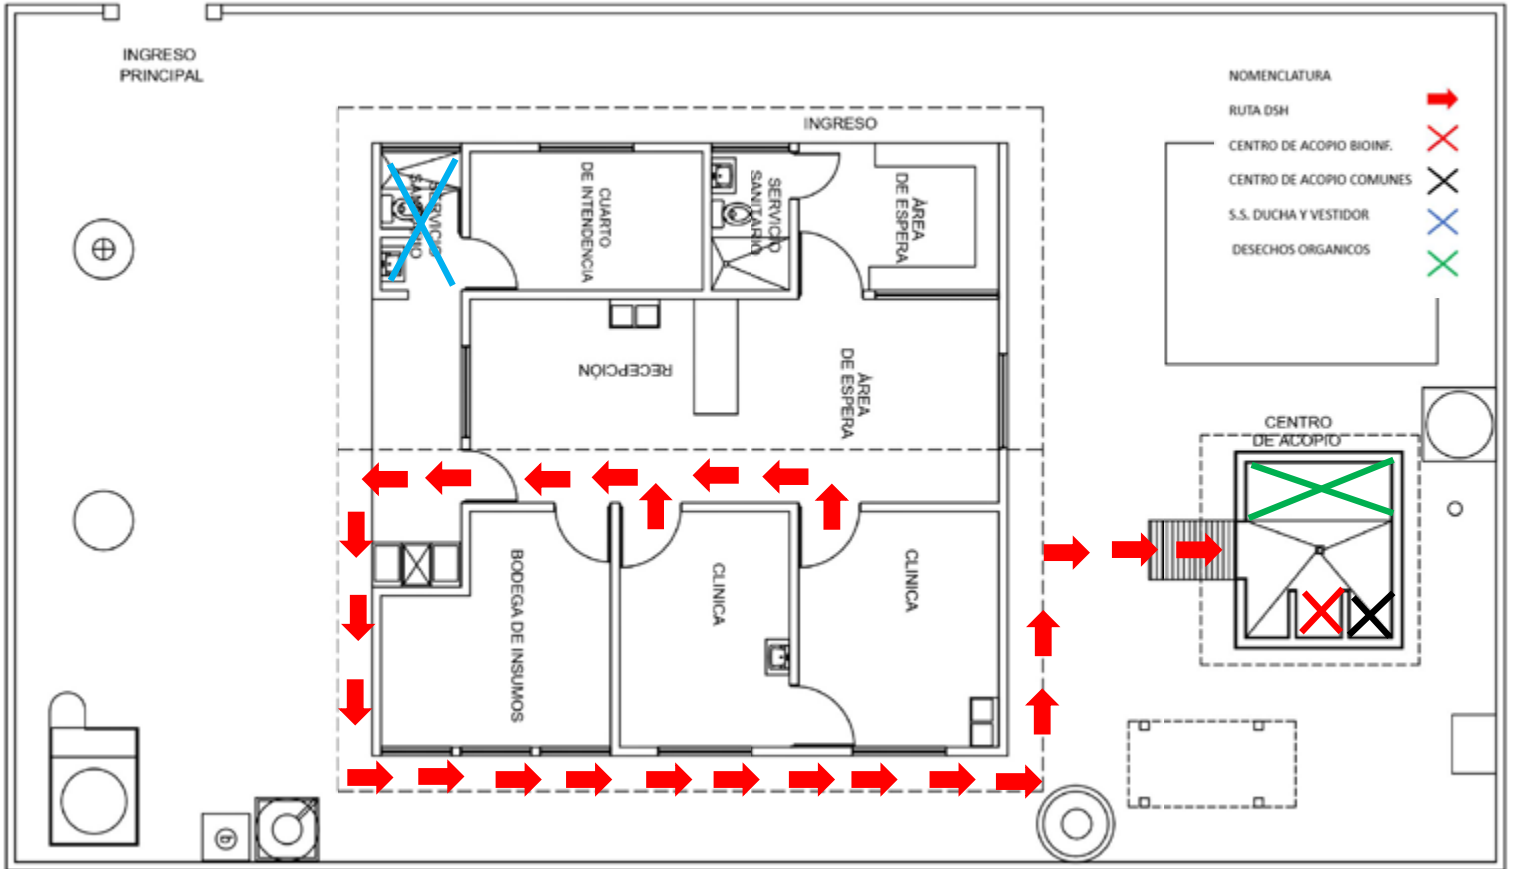 INGRESO
PRINCIPAL
INGRESO
NOMENCLATURA
RUTA DSH
CENTRO DE ACOPIO BIOINF.
CENTRO DE ACOPIO COMUNES
S.S. DUCHA Y VESTIDOR
DESECHOS ORGANICOS
SERVICIO
SANITARIO
CUARTO
DE INTENDENCIA
SERVICIO
SANITARIO
ÁREA
DE ESPERA
RECEPCIÓN
ÁREA
DE ESPERA
CENTRO
DE ACOPIO
BODEGA DE INSUMOS
CLINICA
CLINICA